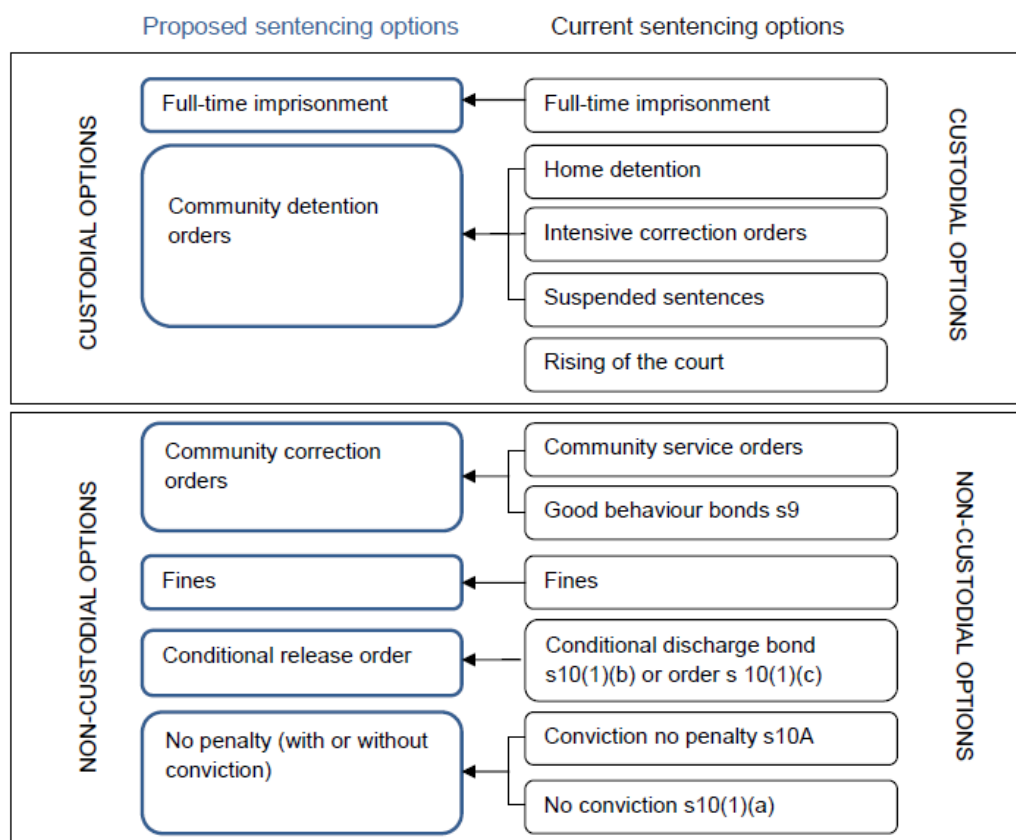 Proposed sentencing options
Current sentencing options
CUSTODIAL OPTIONS
Full-time imprisonment
Full-time imprisonment
Community detention
orders
Home detention
Intensive correction orders
Suspended sentences
Rising of the court
CUSTODIAL OPTIONS
NON-CUSTODIAL OPTIONS
Community correction
orders
Community service orders
Good behaviour bonds s9
Fines
Fines
Conditional release order
Conditional discharge bond
s10(1)(b) or order s 10(1)(c)
No penalty (with or without
conviction)
Conviction no penalty s10A
No conviction s10(1)(a)
NON-CUSTODIAL OPTIONS